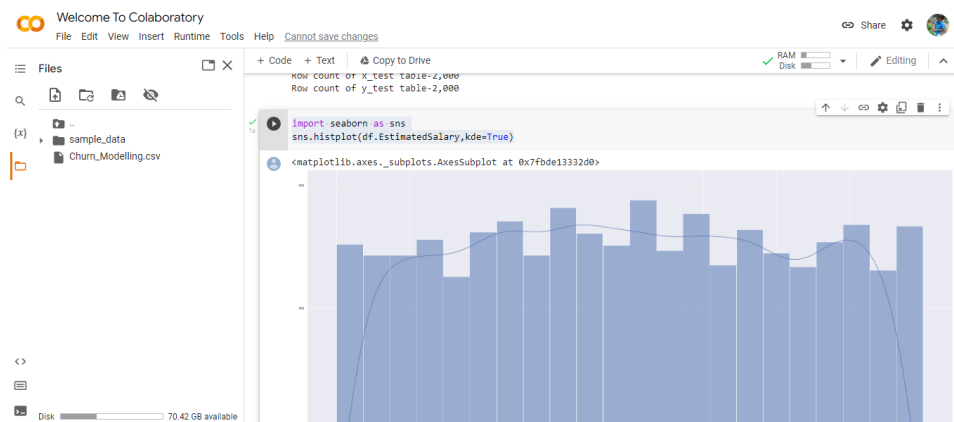 Welcome To Colaboratory
File Edit View Insert Runtime Tools Help Cannot save changes
Share
Files
+ Code + Text Copy to Drive
RAM
Disk
Editing
Row count of x_test table-2,000
Row count of y_test table-2,000
..
{x}
sample_data
Churn_Modelling.csv
1s
import seaborn as sns
sns.histplot(df.EstimatedSalary,kde=True)
<matplotlib.axes._subplots.AxesSubplot at 0x7fbde13332d0>
Disk 70.42 GB available